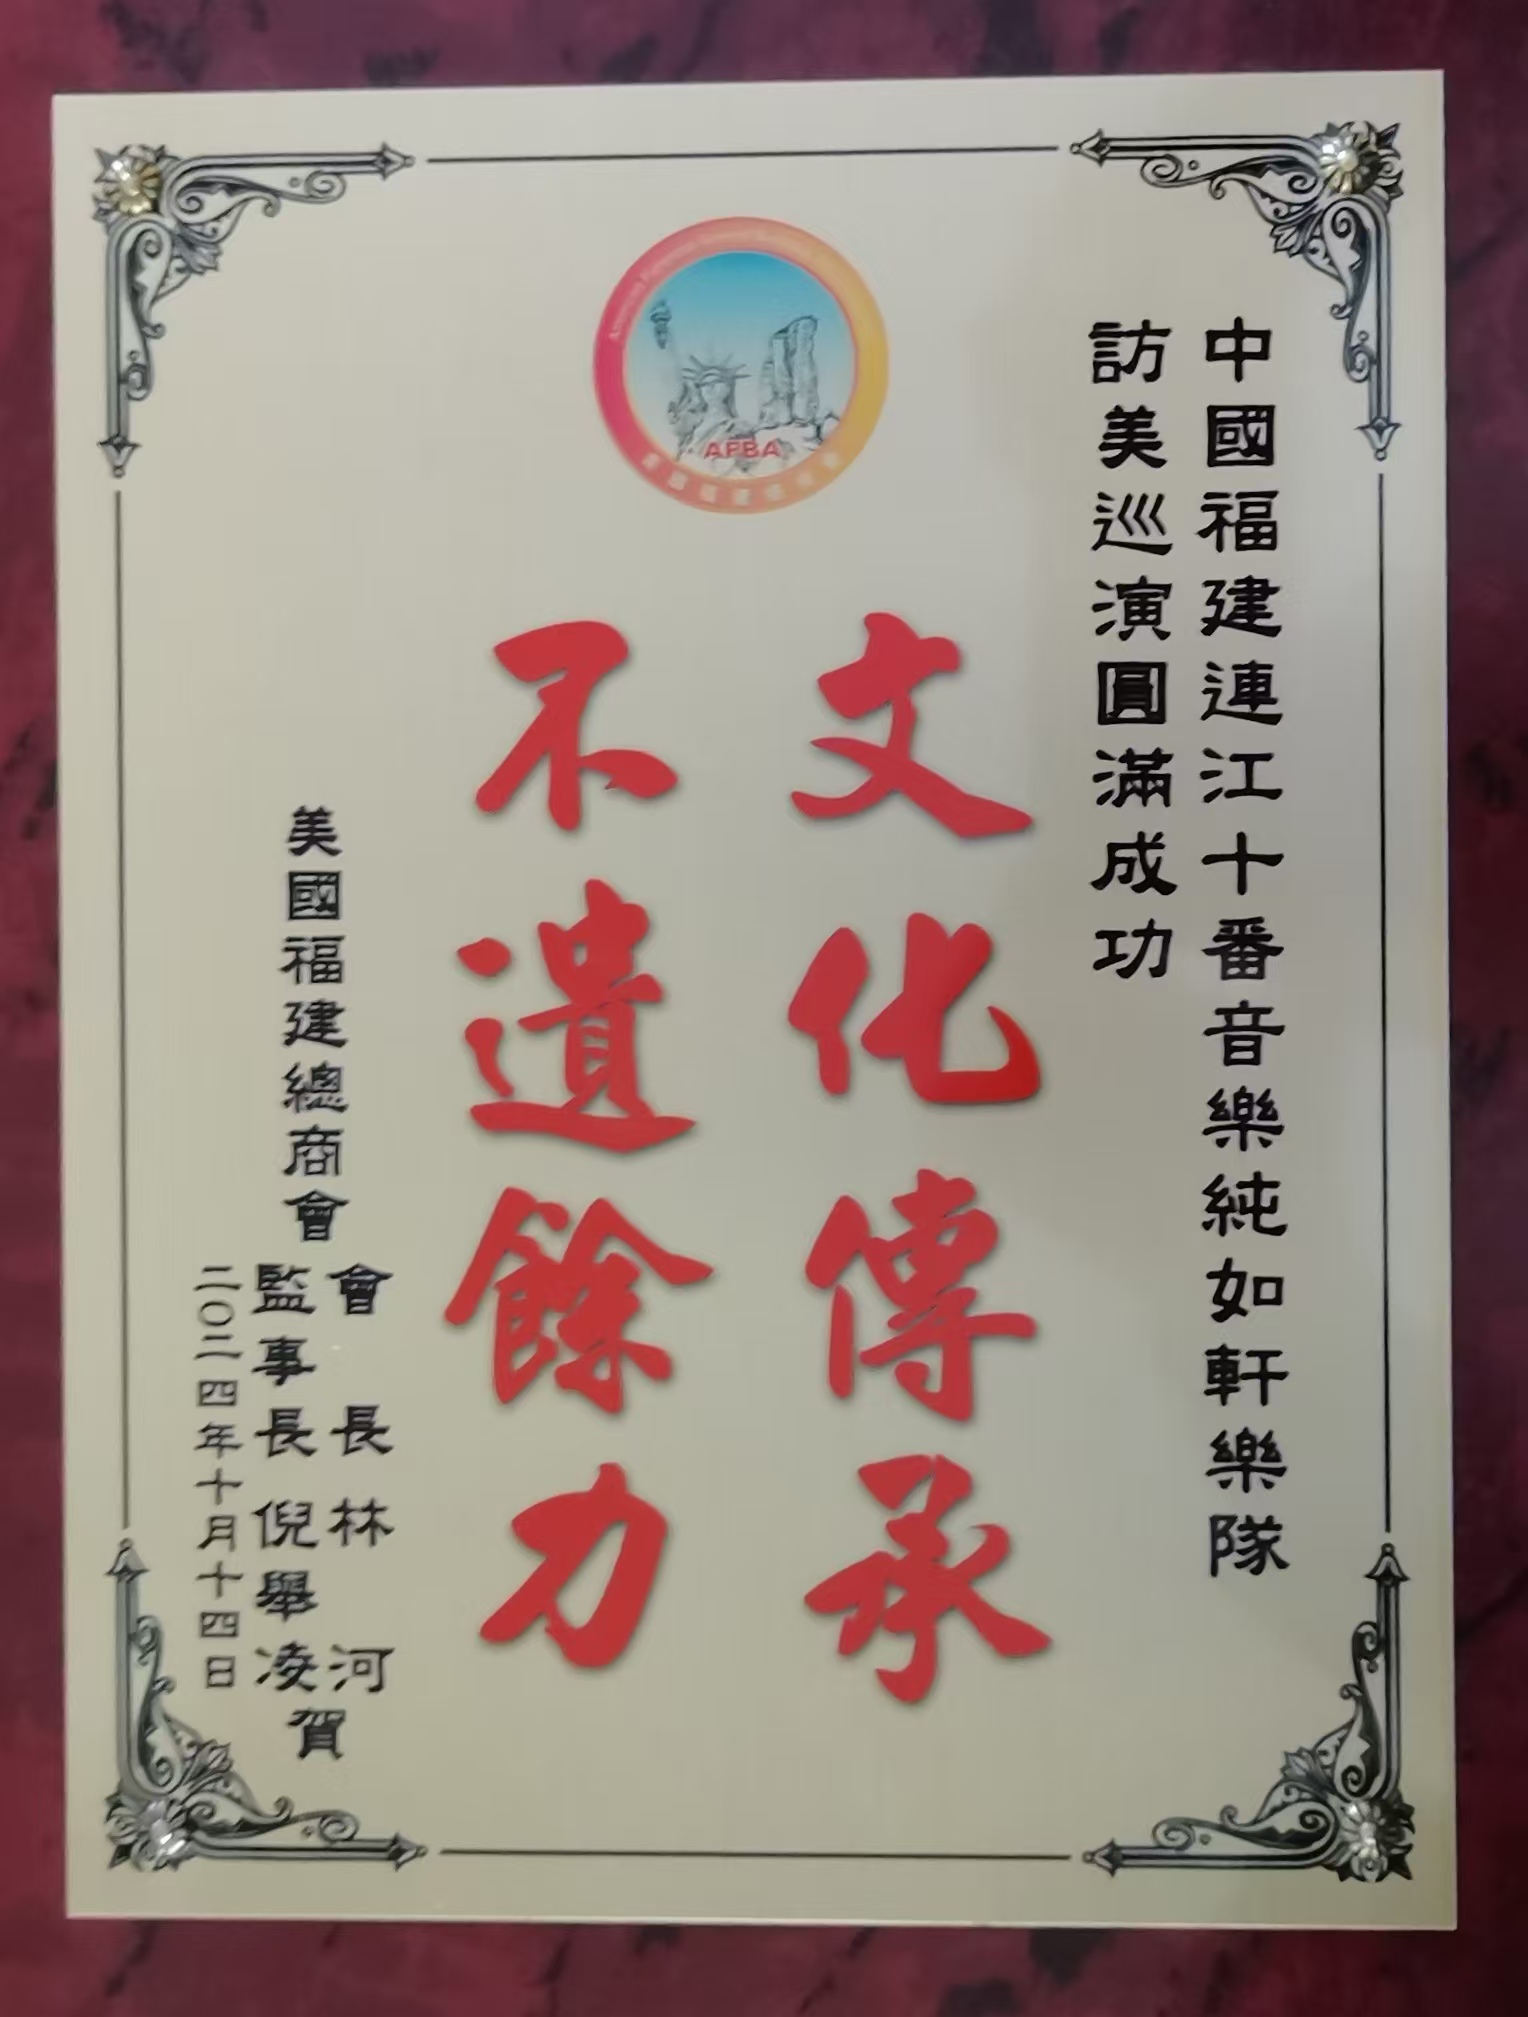 中國福建連江十番音樂純如軒樂隊
訪美巡演圓滿成功
文化傳承
不遺餘力
美國福建總商會
會長林河
監事長倪舉凌
賀
二〇二四年十月十四日
AFBA